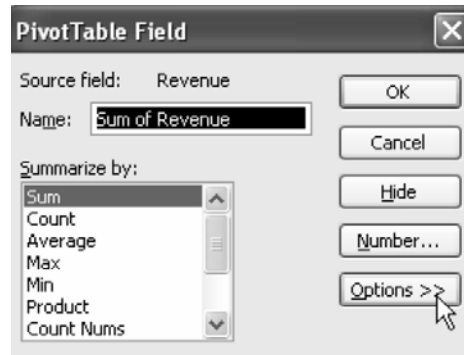 PivotTable Field
Source field: Revenue
Name: Sum of Revenue
Summarize by:
Sum
Count
Average
Max
Min
Product
Count Nums
OK
Cancel
Hide
Number...
Options >>